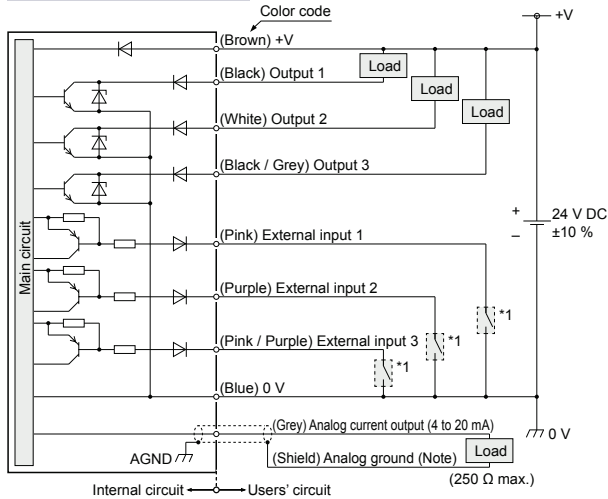 Color code
+V
(Brown) +V
(Black) Output 1
Load
(White) Output 2
Load
(Black / Grey) Output 3
Load
Main circuit
+
–
24 V DC
±10 %
(Pink) External input 1
*1
(Purple) External input 2
*1
(Pink / Purple) External input 3
*1
(Blue) 0 V
(Grey) Analog current output (4 to 20 mA)
0 V
AGND
(Shield) Analog ground (Note)
Load
(250 Ω max.)
Internal circuit
Users' circuit